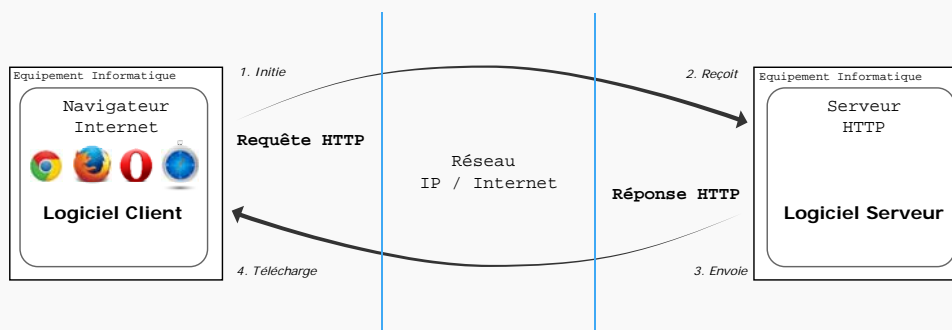 Equipement Informatique
Navigateur
Internet
Logiciel Client
1. Initie
Requête HTTP
4. Télécharge
Réseau
IP / Internet
2. Reçoit
Réponse HTTP
3. Envoie
Equipement Informatique
Serveur
HTTP
Logiciel Serveur